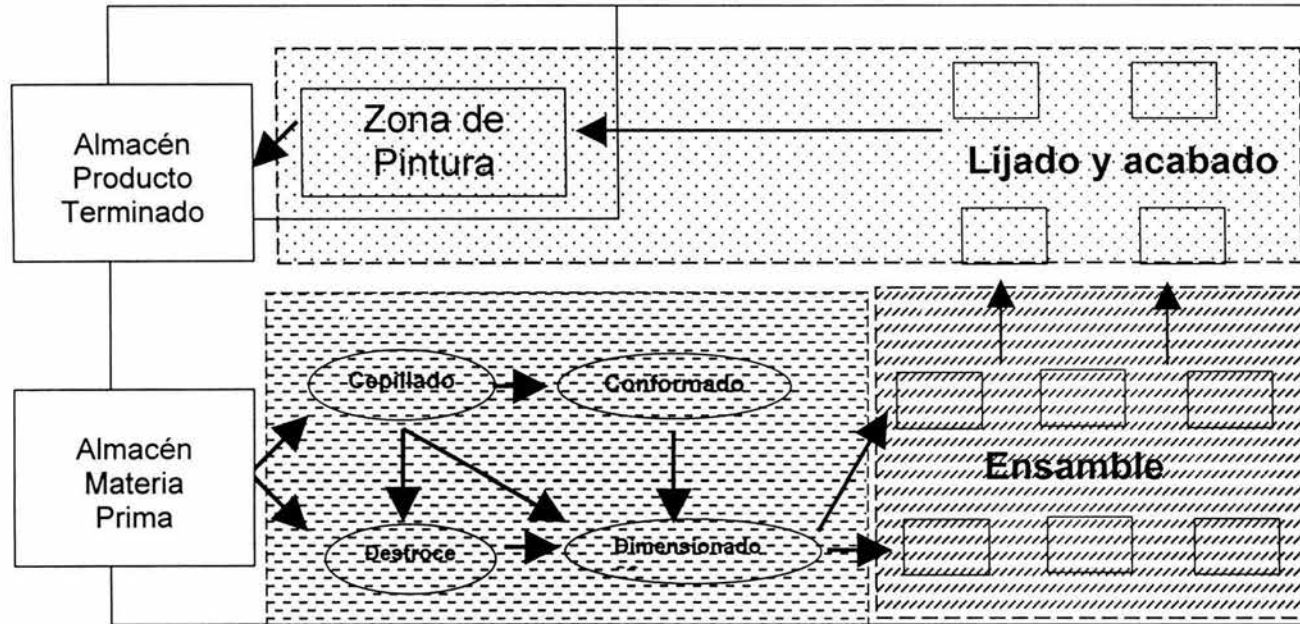 Almacén
Producto
Terminado
Zona de
Pintura
Lijado y acabado
Almacén
Materia
Prima
Cepillado
Conformado
Destroce
Dimensionado
Ensamble